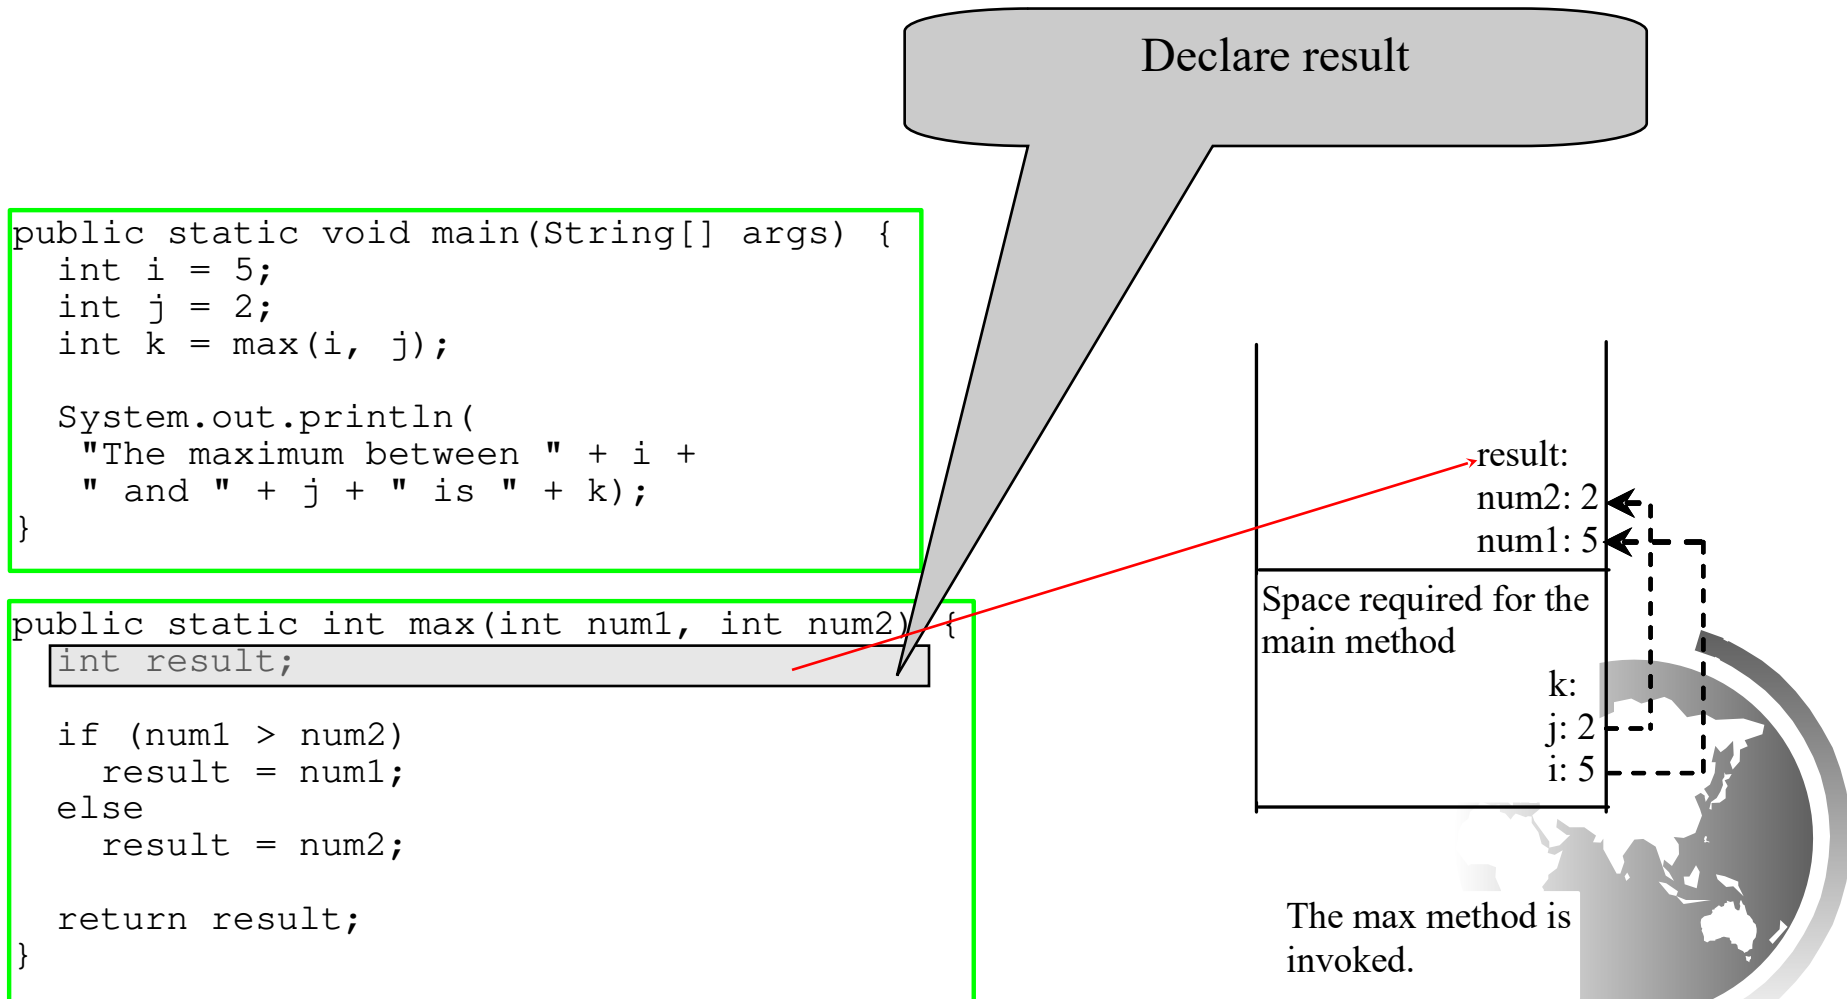 Declare result
public static void main(String[] args) {
  int i = 5;
  int j = 2;
  int k = max(i, j);
  System.out.println(
   "The maximum between " + i +
   " and " + j + " is " + k);
}
public static int max(int num1, int num2) {
  int result;
  if (num1 > num2)
    result = num1;
  else
    result = num2;
  return result;
}
result:
num2: 2
num1: 5
Space required for the
main method
k:
j: 2
i: 5
The max method is
invoked.